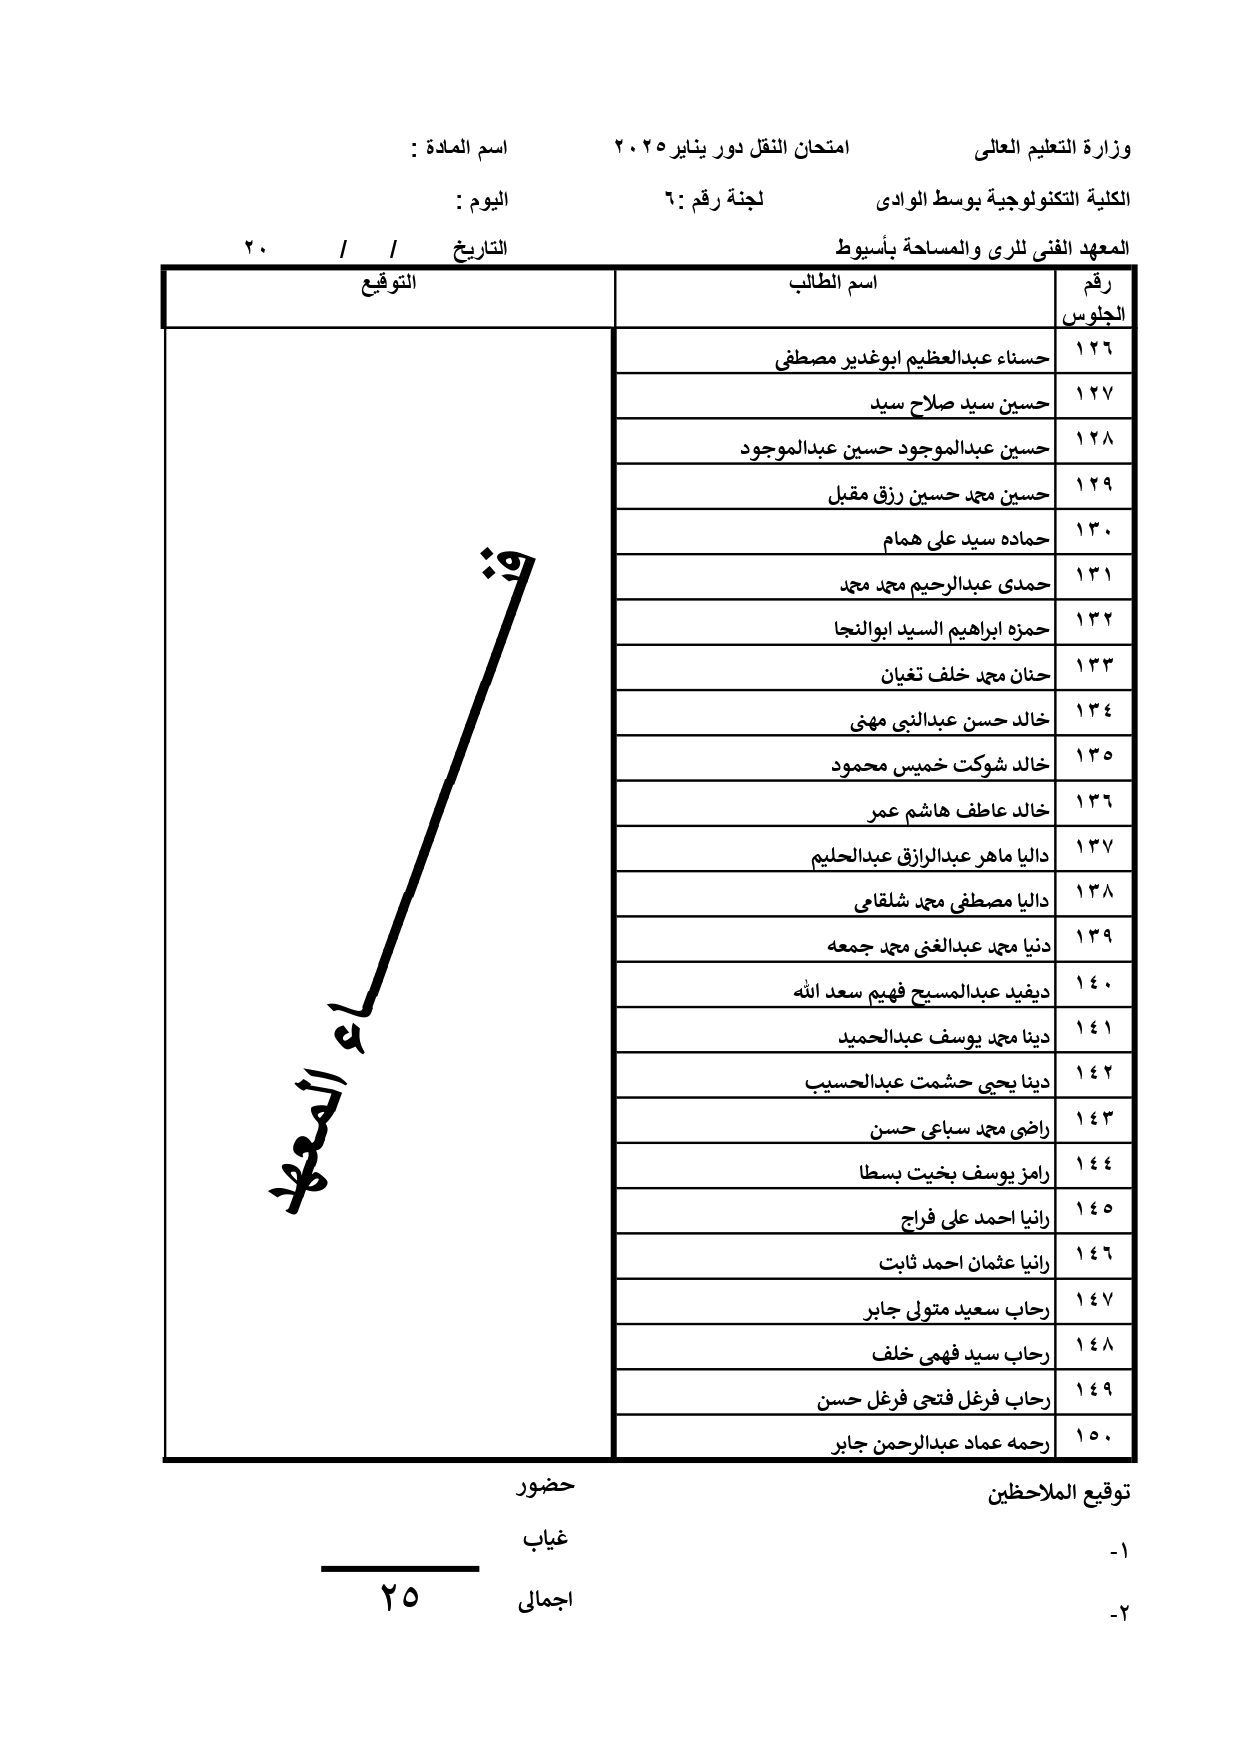 وزارة التعليم العالى امتحان النقل دور يناير ٢٠٢٥ اسم المادة :
الكلية التكنولوجية بوسط الوادى لجنة رقم :٦ اليوم :
المعهد الفنى للرى والمساحة بأسيوط التاريخ / / ٢٠
رقم الجلوس اسم الطالب التوقيع
١٢٦ حسناء عبدالعظيم ابوغدير مصطفى
١٢٧ حسين سيد صلاح سيد
١٢٨ حسين عبدالموجود حسين عبدالموجود
١٢٩ حسين محمد حسين رزق مقبل
١٣٠ حماده سيد على همام
١٣١ حمدى عبدالرحيم محمد محمد
١٣٢ حمزه ابراهيم السيد ابوالنجا
١٣٣ حنان محمد خلف تغيان
١٣٤ خالد حسن عبدالنبى مهنى
١٣٥ خالد شوكت خميس محمود
١٣٦ خالد عاطف هاشم عمر
١٣٧ داليا ماهر عبدالرازق عبدالحليم
١٣٨ داليا مصطفى محمد شلقامى
١٣٩ دنيا محمد عبدالغنى محمد جمعه
١٤٠ ديفيد عبدالمسيح فهيم سعد الله
١٤١ دينا محمد يوسف عبدالحميد
١٤٢ دينا يحيى حشمت عبدالحسيب
١٤٣ راضى محمد سباعى حسن
١٤٤ رامز يوسف بخيت بسطا
١٤٥ رانيا احمد على فراج
١٤٦ رانيا عثمان احمد ثابت
١٤٧ رحاب سعيد متولى جابر
١٤٨ رحاب سيد فهمى خلف
١٤٩ رحاب فرغل فتحى فرغل حسن
١٥٠ رحمه عماد عبدالرحمن جابر
فنـــاء المعهد
توقيع الملاحظين حضور
١- غياب
٢- اجمالى ٢٥